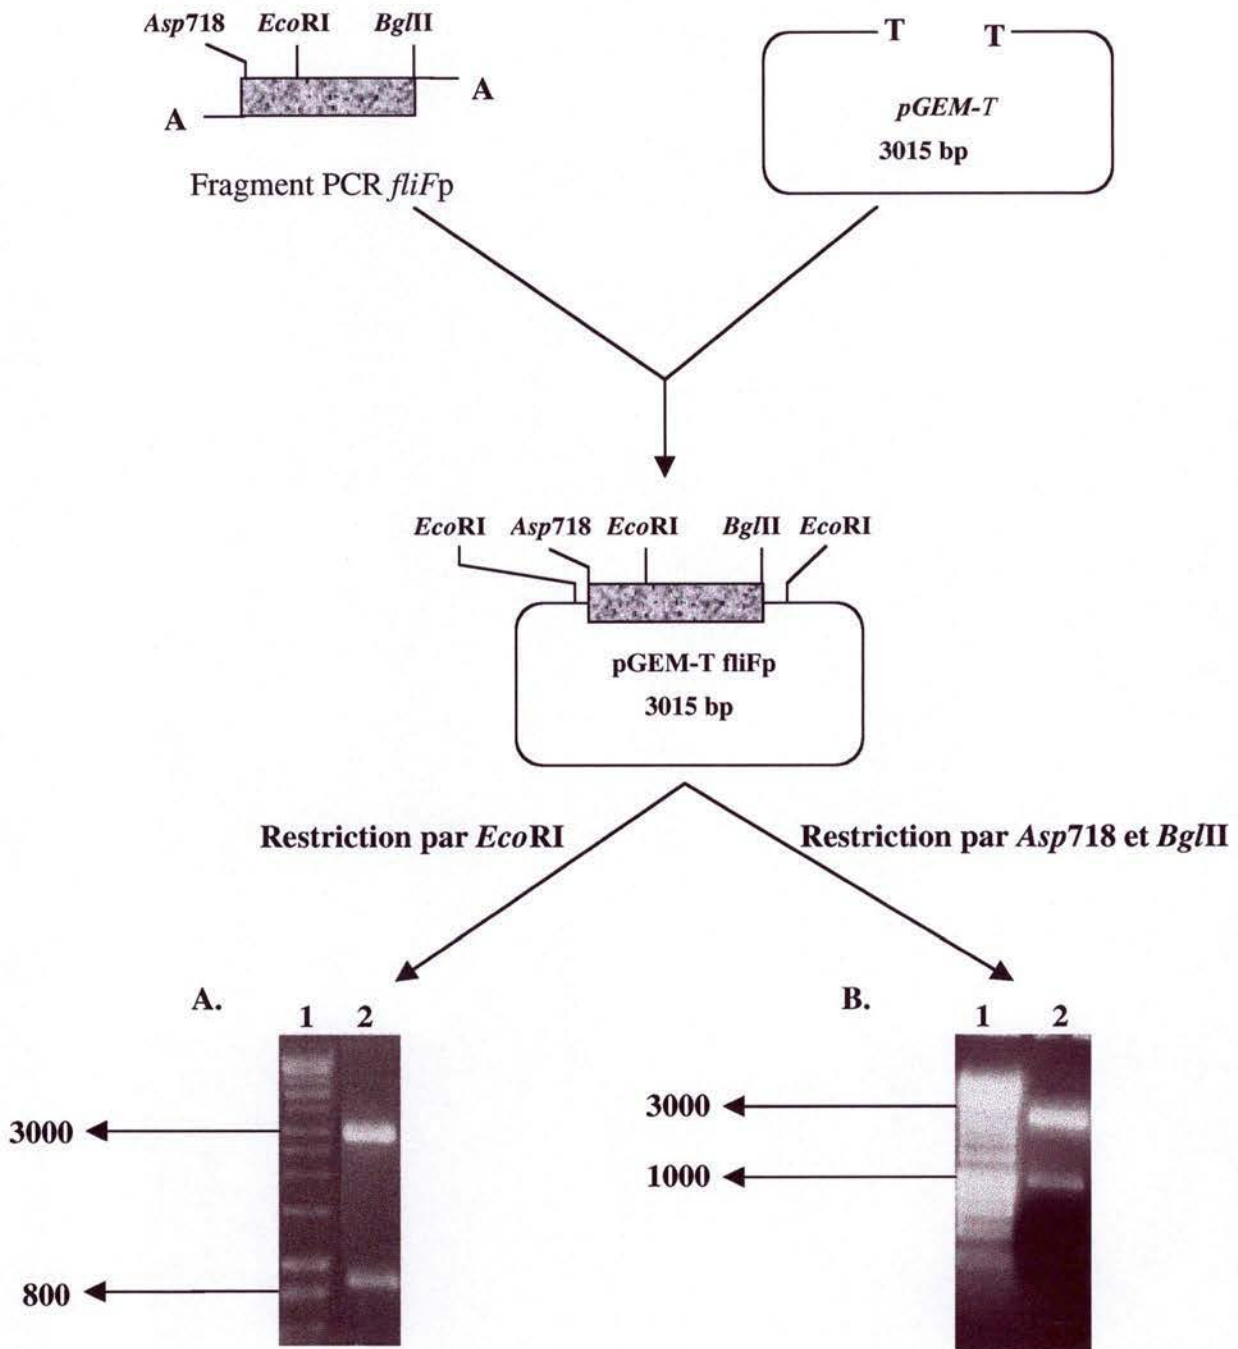 Asp718 EcoRI BglII
T T
A
A
pGEM-T
3015 bp
Fragment PCR fliFp
EcoRI Asp718 EcoRI BglII EcoRI
pGEM-T fliFp
3015 bp
Restriction par EcoRI
Restriction par Asp718 et BglII
A.
1 2
3000
800
B.
1 2
3000
1000